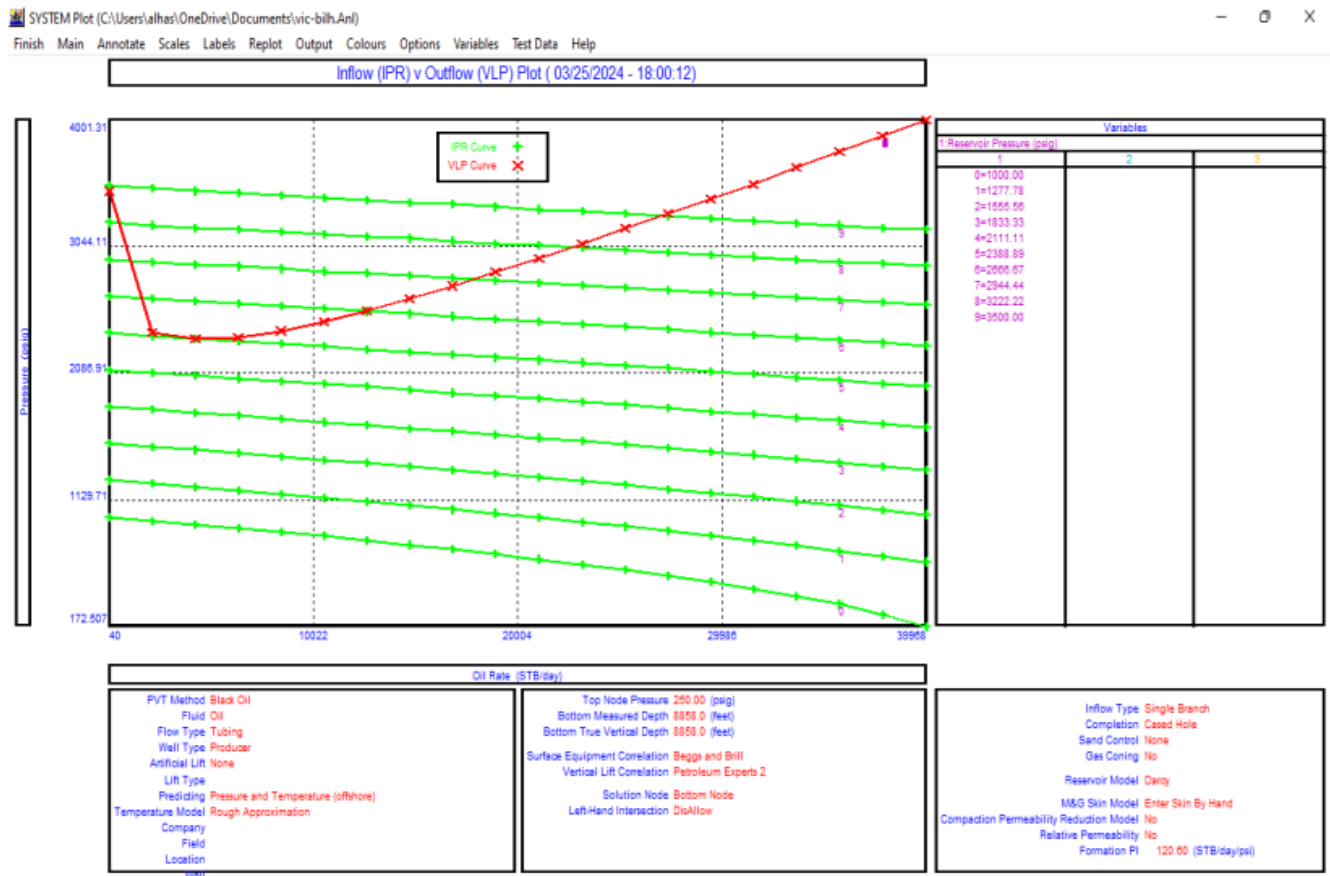 SYSTEM Plot (C:\Users\alhas\OneDrive\Documents\vic-bilh.Anl)
Finish Main Annotate Scales Labels Replot Output Colours Options Variables Test Data Help
Inflow (IPR) v Outflow (VLP) Plot ( 03/25/2024 - 18:00:12)
Pressure (psig)
4001.31
3044.11
2086.91
1129.71
172.507
IPR Curve
VLP Curve
9
8
7
6
5
4
3
2
1
0
40 10022 20004 29986 39968
Oil Rate (STB/day)
Variables
1:Reservoir Pressure (psig)
1 2 3
0=1000.00
1=1277.78
2=1555.56
3=1833.33
4=2111.11
5=2388.89
6=2666.67
7=2944.44
8=3222.22
9=3500.00
PVT Method Black Oil
Fluid Oil
Flow Type Tubing
Well Type Producer
Artificial Lift None
Lift Type
Predicting Pressure and Temperature (offshore)
Temperature Model Rough Approximation
Company
Field
Location
Top Node Pressure 250.00 (psig)
Bottom Measured Depth 8858.0 (feet)
Bottom True Vertical Depth 8858.0 (feet)
Surface Equipment Correlation Beggs and Brill
Vertical Lift Correlation Petroleum Experts 2
Solution Node Bottom Node
Left-Hand Intersection DisAllow
Inflow Type Single Branch
Completion Cased Hole
Sand Control None
Gas Coning No
Reservoir Model Darcy
M&G Skin Model Enter Skin By Hand
Compaction Permeability Reduction Model No
Relative Permeability No
Formation PI 120.60 (STB/day/psi)